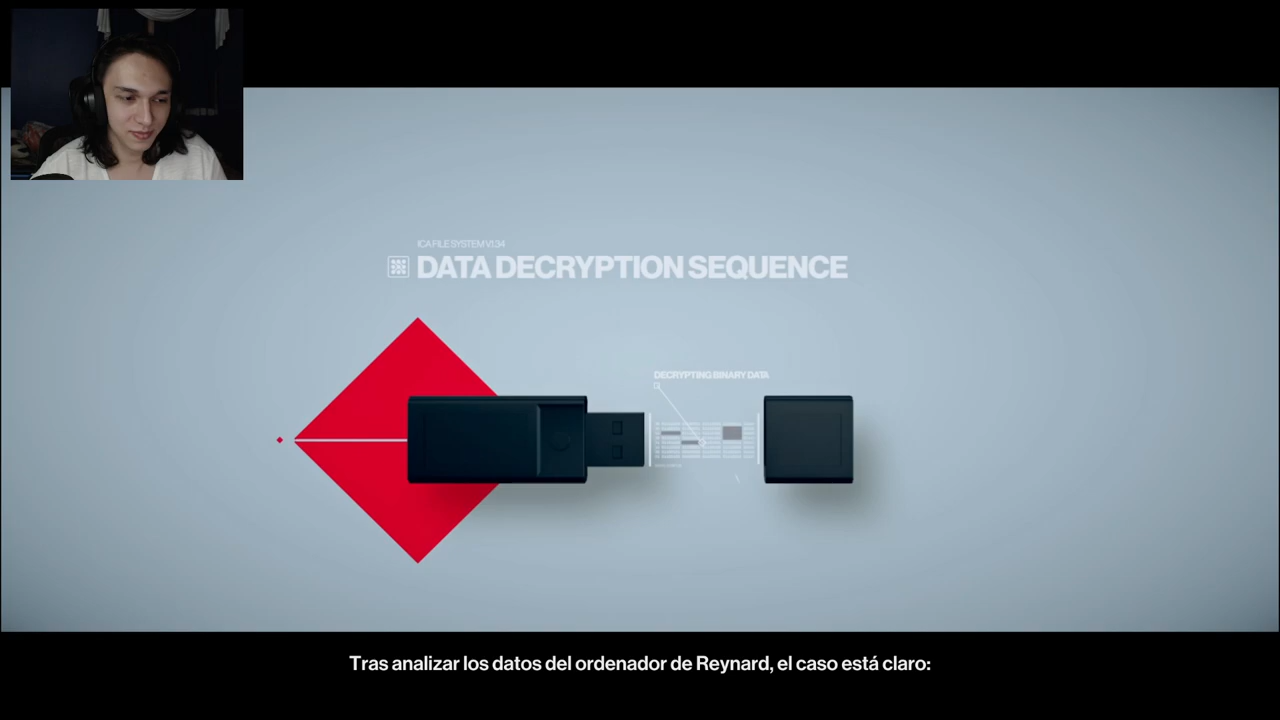 ICA FILE SYSTEM V1.34
DATA DECRYPTION SEQUENCE
DECRYPTING BINARY DATA
Tras analizar los datos del ordenador de Reynard, el caso está claro: